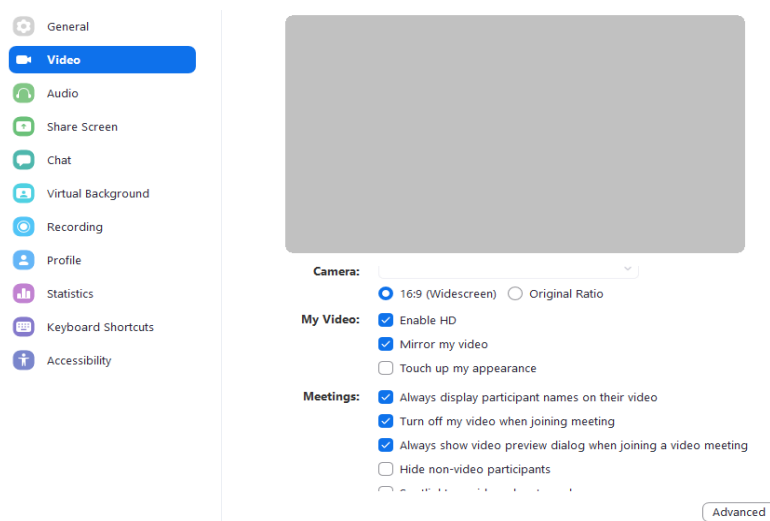 General
Video
Audio
Share Screen
Chat
Virtual Background
Recording
Profile
Statistics
Keyboard Shortcuts
Accessibility
Camera:
16:9 (Widescreen) Original Ratio
My Video: Enable HD
Mirror my video
Touch up my appearance
Meetings: Always display participant names on their video
Turn off my video when joining meeting
Always show video preview dialog when joining a video meeting
Hide non-video participants
Advanced